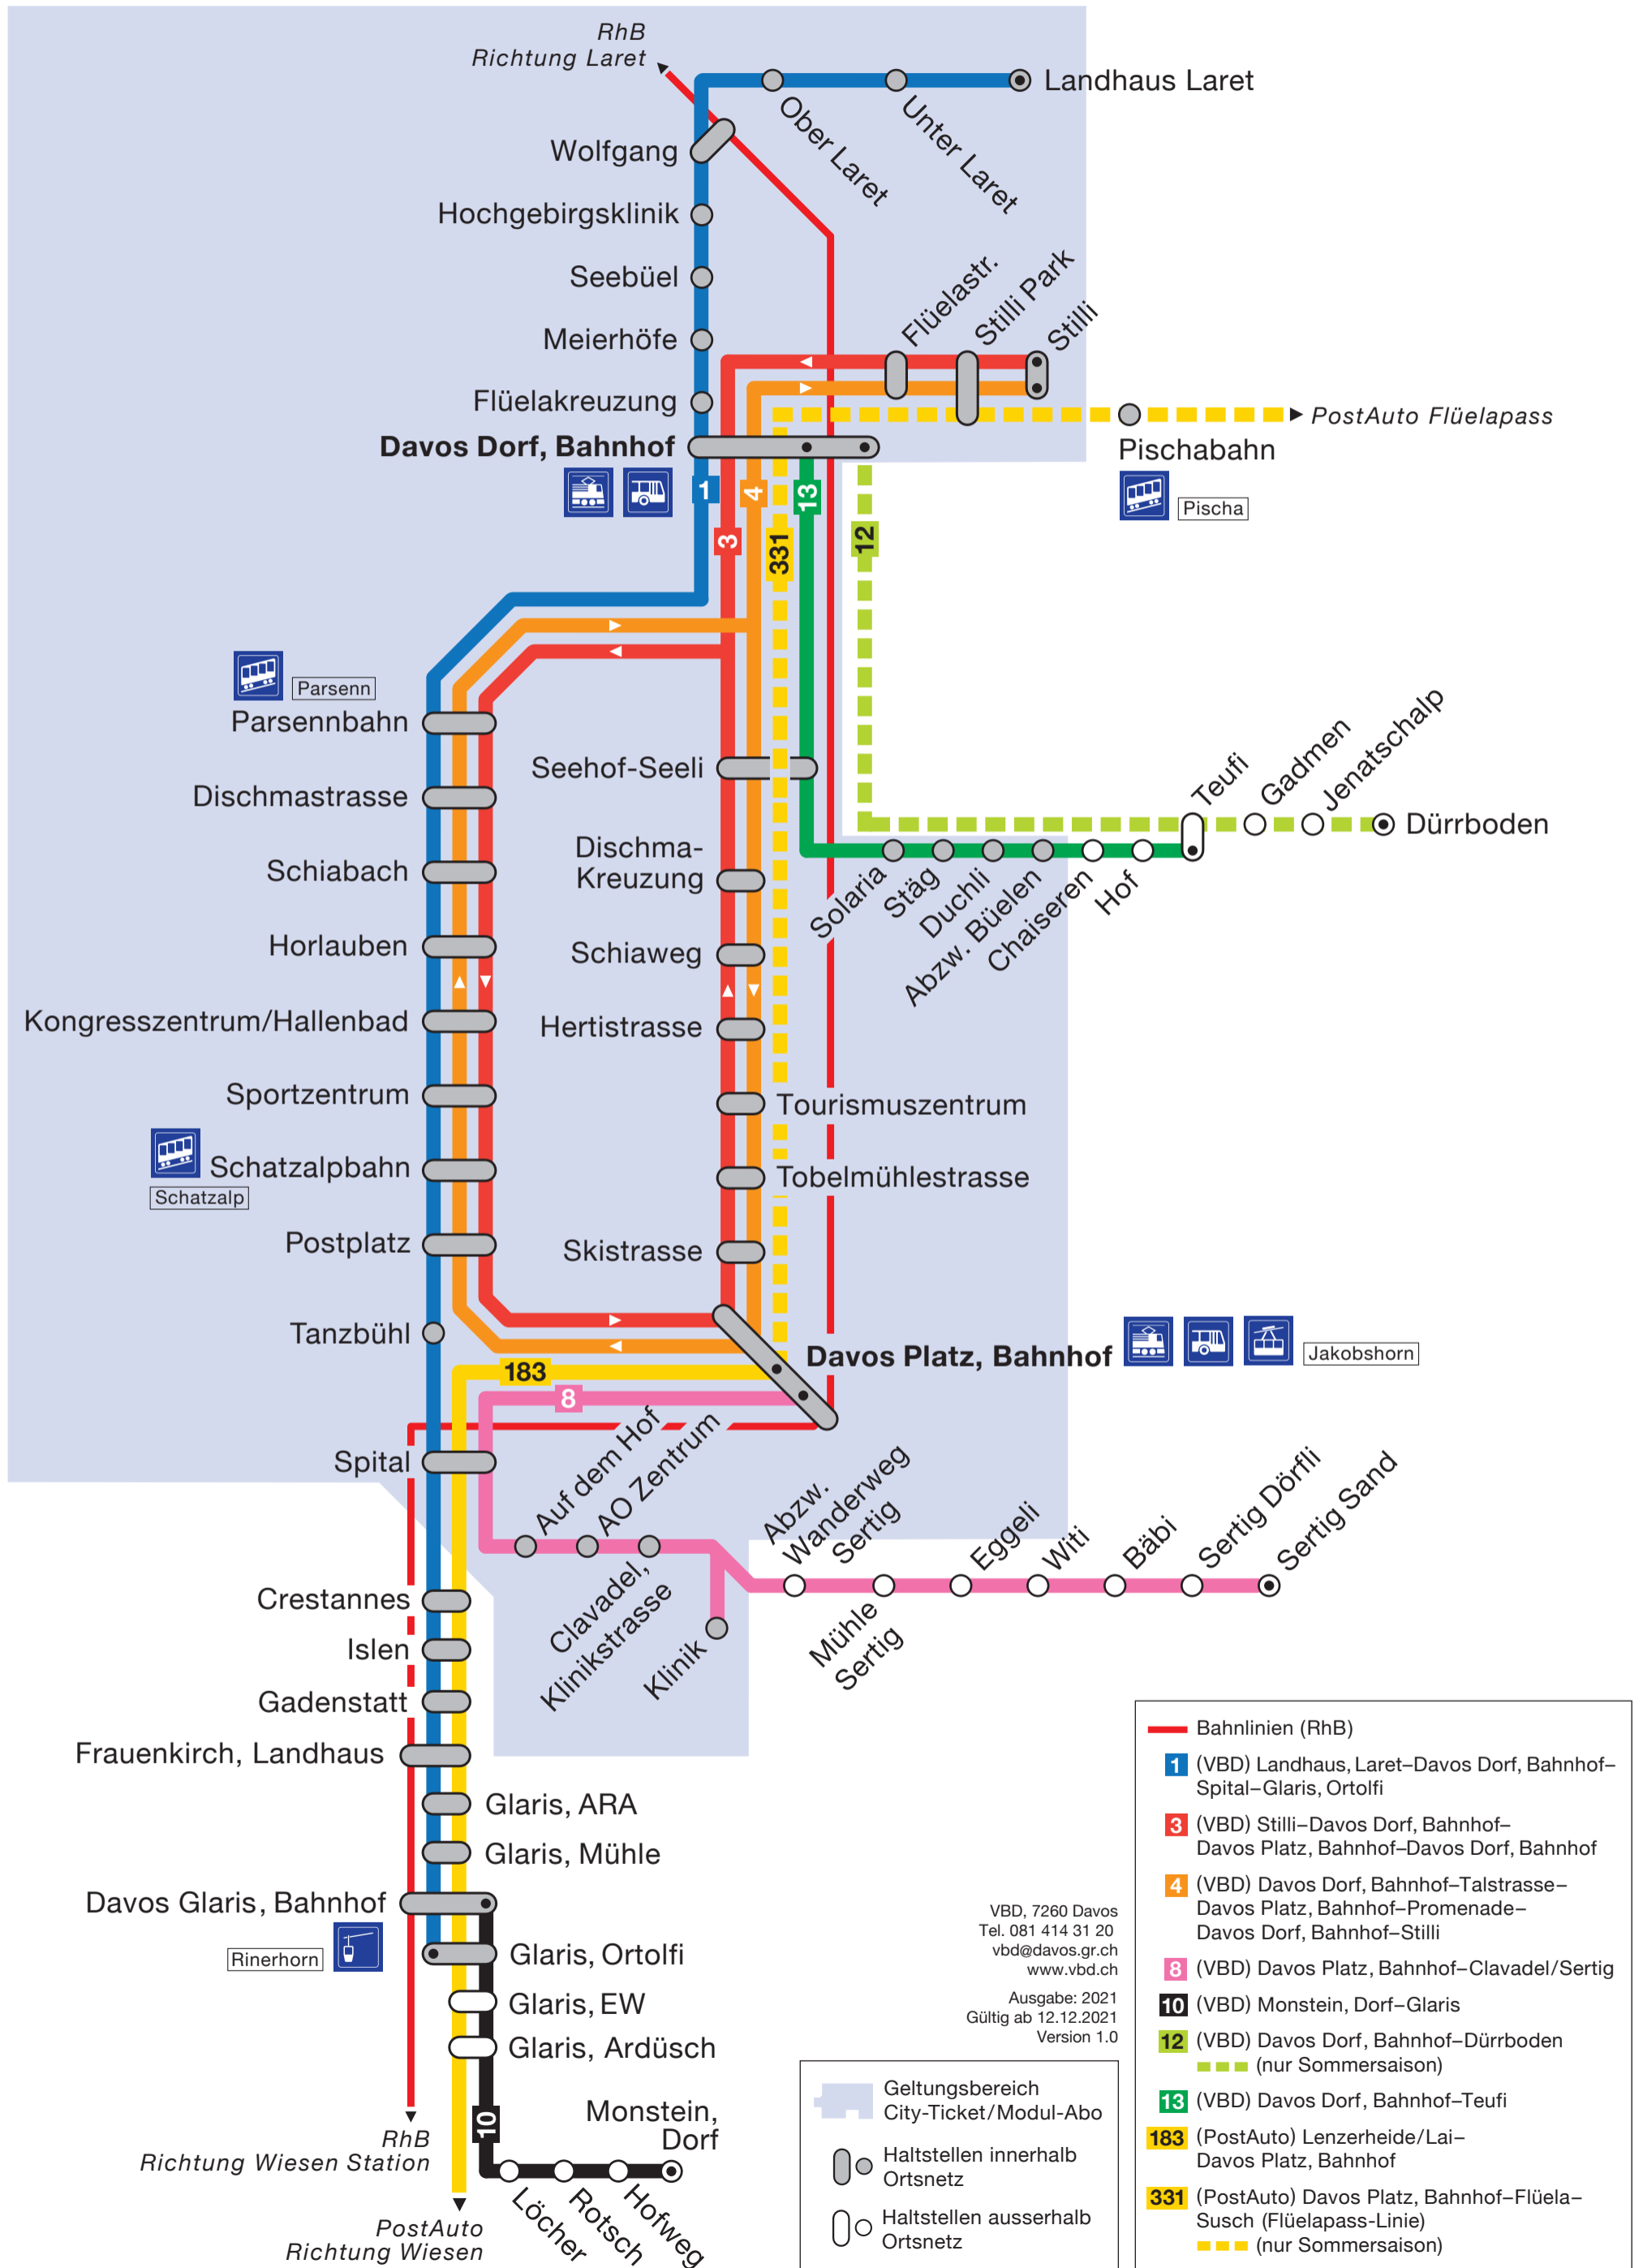 RhB
Richtung Laret
Landhaus Laret
Ober Laret
Unter Laret
Wolfgang
Hochgebirgsklinik
Seebüel
Meierhöfe
Flüelakreuzung
Flüelastr.
Stilli Park
Stilli
PostAuto Flüelapass
Davos Dorf, Bahnhof
Pischabahn
Pischa
1
3
4
331
13
12
Parsenn
Parsennbahn
Dischmastrasse
Schiabach
Horlauben
Kongresszentrum/Hallenbad
Sportzentrum
Schatzalpbahn
Schatzalp
Postplatz
Tanzbühl
Seehof-Seeli
Dischma-
Kreuzung
Schiaweg
Hertistrasse
Tourismuszentrum
Tobelmühlestrasse
Skistrasse
Teufi
Gadmen
Jenatschalp
Dürrboden
Solaria
Stäg
Duchli
Abzw. Büelen
Chaiseren
Hof
Davos Platz, Bahnhof
Jakobshorn
183
8
Spital
Auf dem Hof
AO Zentrum
Clavadel,
Klinikstrasse
Klinik
Abzw.
Wanderweg
Sertig
Mühle
Sertig
Eggeli
Witi
Bäbi
Sertig Dörfli
Sertig Sand
Crestannes
Islen
Gadenstatt
Frauenkirch, Landhaus
Glaris, ARA
Glaris, Mühle
Davos Glaris, Bahnhof
Rinerhorn
Glaris, Ortolfi
Glaris, EW
Glaris, Ardüsch
10
Monstein,
Dorf
Löcher
Rotsch
Hofweg
RhB
Richtung Wiesen Station
PostAuto
Richtung Wiesen
VBD, 7260 Davos
Tel. 081 414 31 20
vbd@davos.gr.ch
www.vbd.ch
Ausgabe: 2021
Gültig ab 12.12.2021
Version 1.0
Geltungsbereich
City-Ticket/Modul-Abo
Haltstellen innerhalb
Ortsnetz
Haltstellen ausserhalb
Ortsnetz
Bahnlinien (RhB)
1 (VBD) Landhaus, Laret–Davos Dorf, Bahnhof–
Spital–Glaris, Ortolfi
3 (VBD) Stilli–Davos Dorf, Bahnhof–
Davos Platz, Bahnhof–Davos Dorf, Bahnhof
4 (VBD) Davos Dorf, Bahnhof–Talstrasse–
Davos Platz, Bahnhof–Promenade–
Davos Dorf, Bahnhof–Stilli
8 (VBD) Davos Platz, Bahnhof–Clavadel/Sertig
10 (VBD) Monstein, Dorf–Glaris
12 (VBD) Davos Dorf, Bahnhof–Dürrboden
(nur Sommersaison)
13 (VBD) Davos Dorf, Bahnhof–Teufi
183 (PostAuto) Lenzerheide/Lai–
Davos Platz, Bahnhof
331 (PostAuto) Davos Platz, Bahnhof–Flüela–
Susch (Flüelapass-Linie)
(nur Sommersaison)